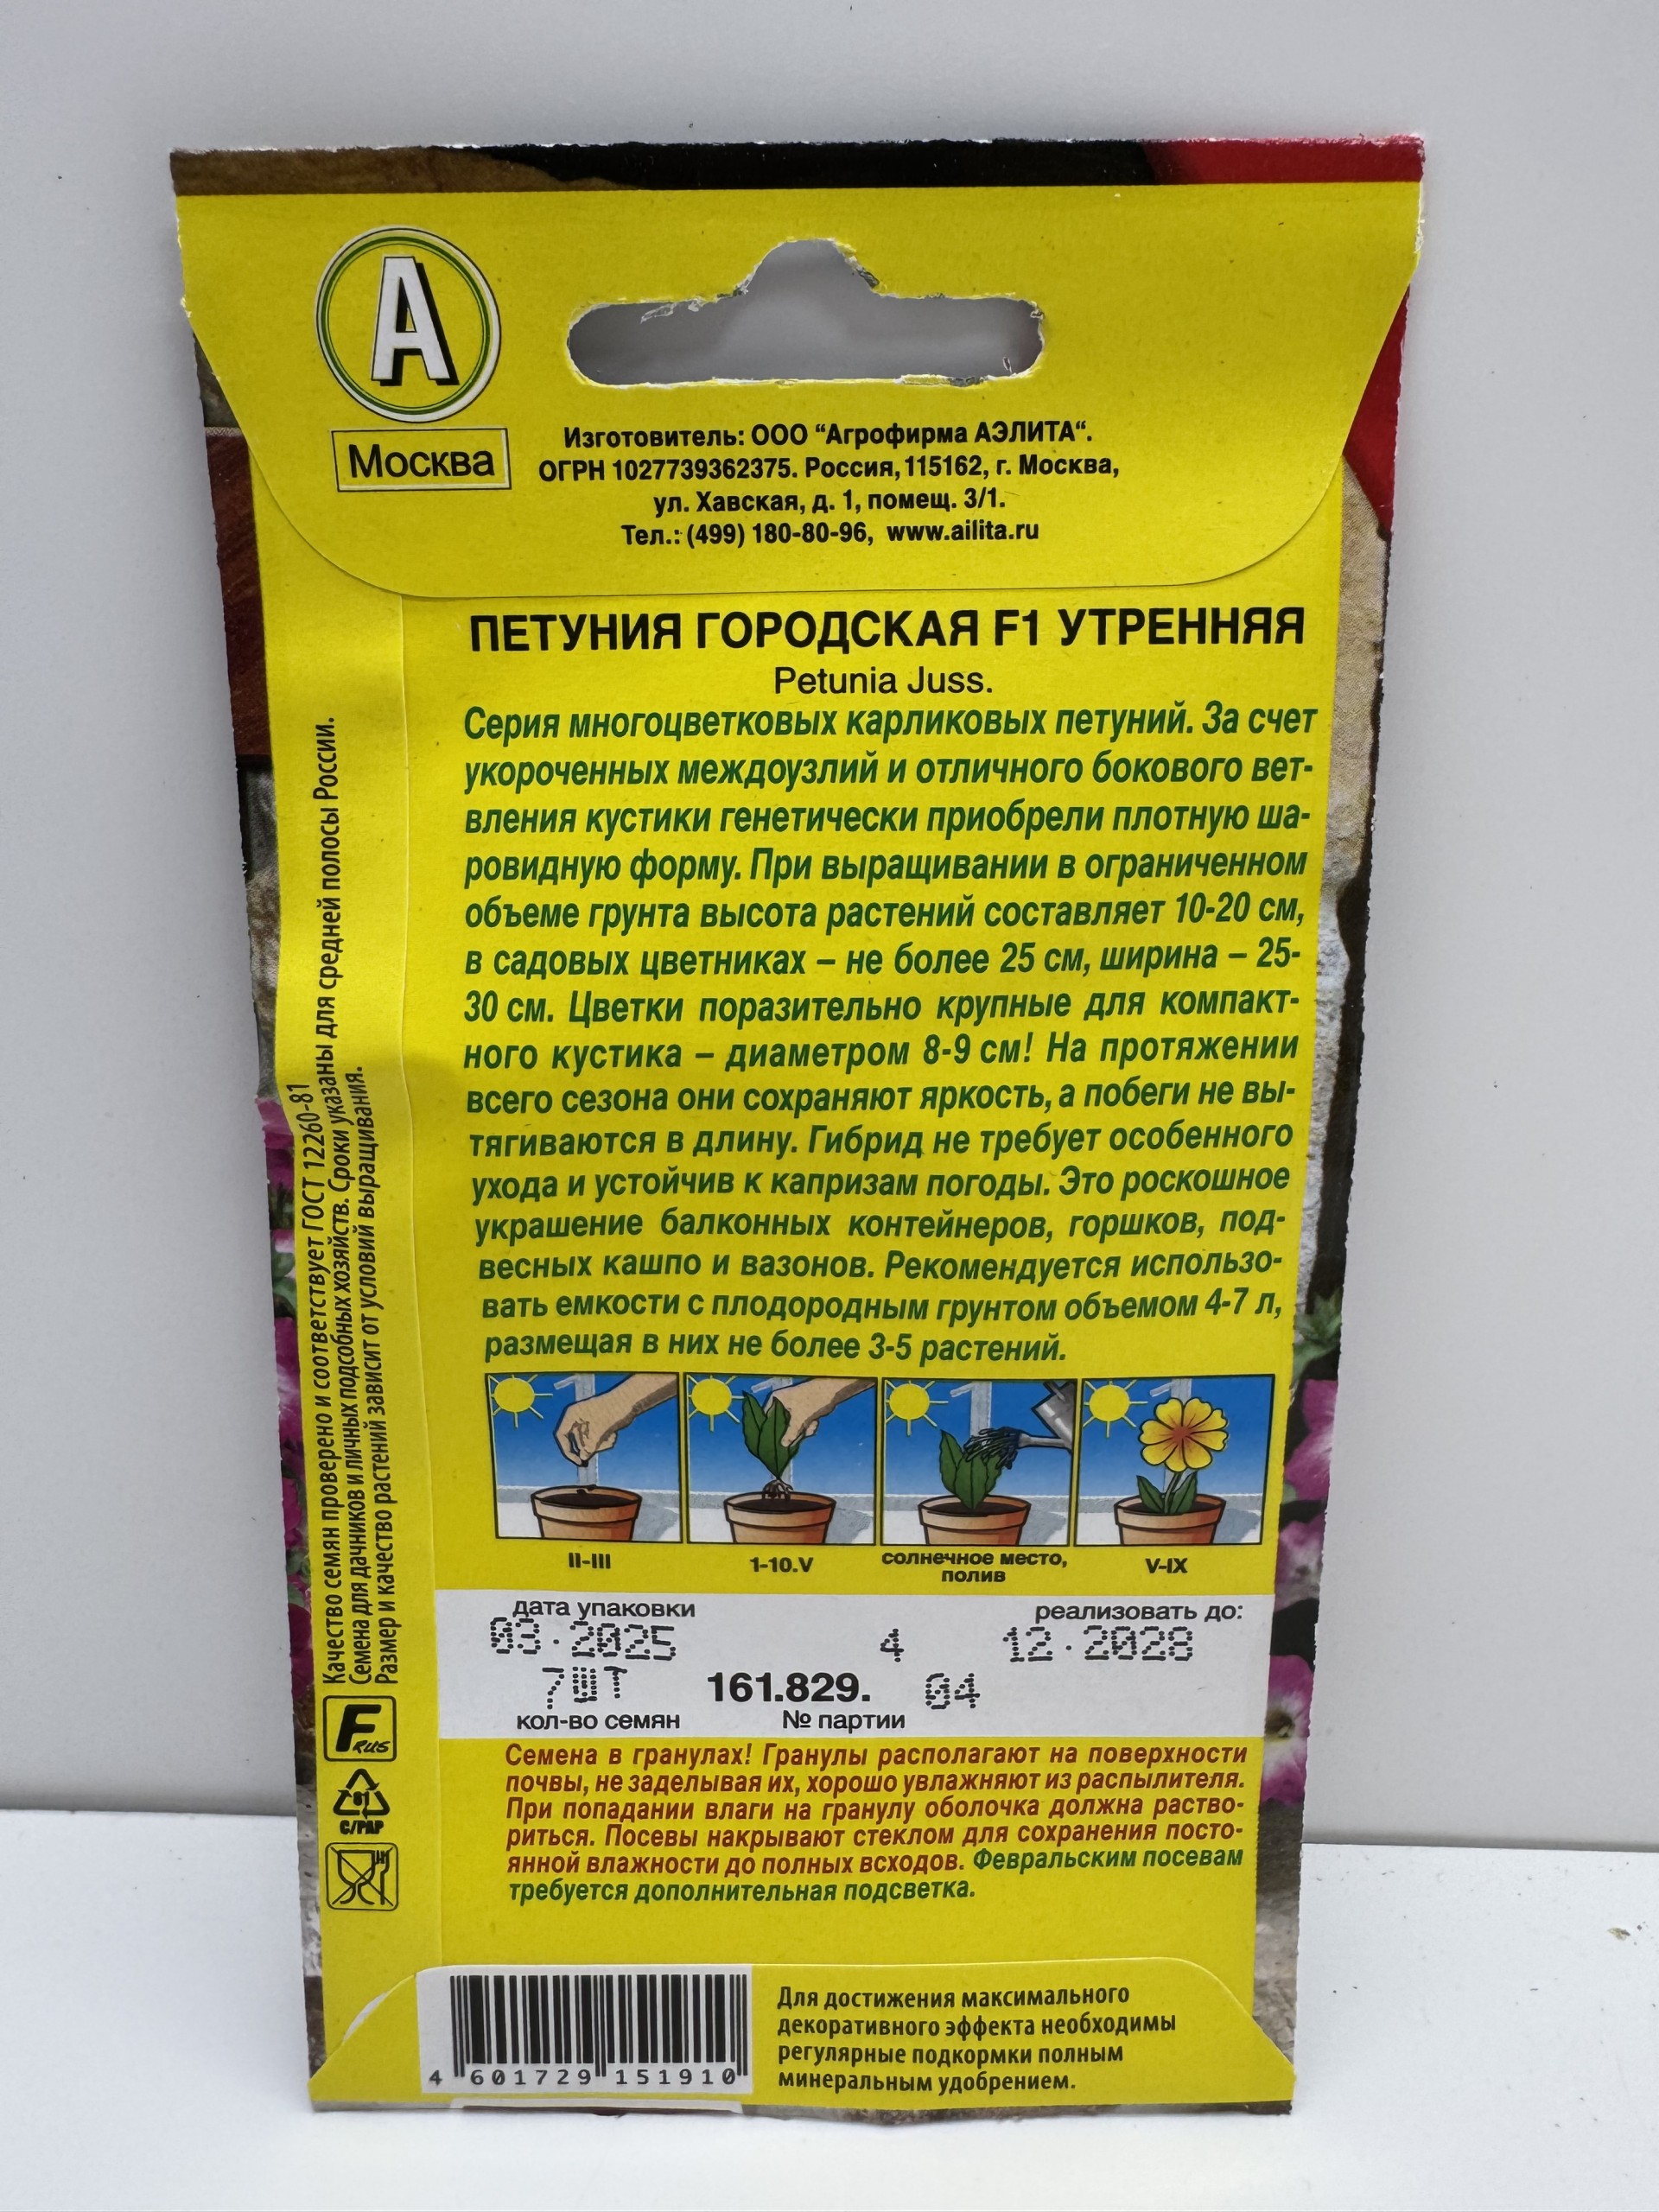 А
Москва
Изготовитель: ООО “Агрофирма АЭЛИТА“.
ОГРН 1027739362375. Россия, 115162, г. Москва,
ул. Хавская, д. 1, помещ. 3/1.
Тел.: (499) 180-80-96, www.ailita.ru
ПЕТУНИЯ ГОРОДСКАЯ F1 УТРЕННЯЯ
Petunia Juss.
Серия многоцветковых карликовых петуний. За счет
укороченных междоузлий и отличного бокового вет-
вления кустики генетически приобрели плотную ша-
ровидную форму. При выращивании в ограниченном
объеме грунта высота растений составляет 10-20 см,
в садовых цветниках – не более 25 см, ширина – 25-
30 см. Цветки поразительно крупные для компакт-
ного кустика – диаметром 8-9 см! На протяжении
всего сезона они сохраняют яркость, а побеги не вы-
тягиваются в длину. Гибрид не требует особенного
ухода и устойчив к капризам погоды. Это роскошное
украшение балконных контейнеров, горшков, под-
весных кашпо и вазонов. Рекомендуется использо-
вать емкости с плодородным грунтом объемом 4-7 л,
размещая в них не более 3-5 растений.
II-III
1-10.V
солнечное место,
полив
V-IX
дата упаковки
реализовать до:
03.2025 4 12.2028
7ШТ 161.829. 04
кол-во семян № партии
Семена в гранулах! Гранулы располагают на поверхности
почвы, не заделывая их, хорошо увлажняют из распылителя.
При попадании влаги на гранулу оболочка должна раство-
риться. Посевы накрывают стеклом для сохранения посто-
янной влажности до полных всходов. Февральским посевам
требуется дополнительная подсветка.
Качество семян проверено и соответствует ГОСТ 12260-81
Семена для дачников и личных подсобных хозяйств. Сроки указаны для средней полосы России.
Размер и качество растений зависит от условий выращивания.
F RUS
81
C/PAP
4 601729 151910
Для достижения максимального
декоративного эффекта необходимы
регулярные подкормки полным
минеральным удобрением.